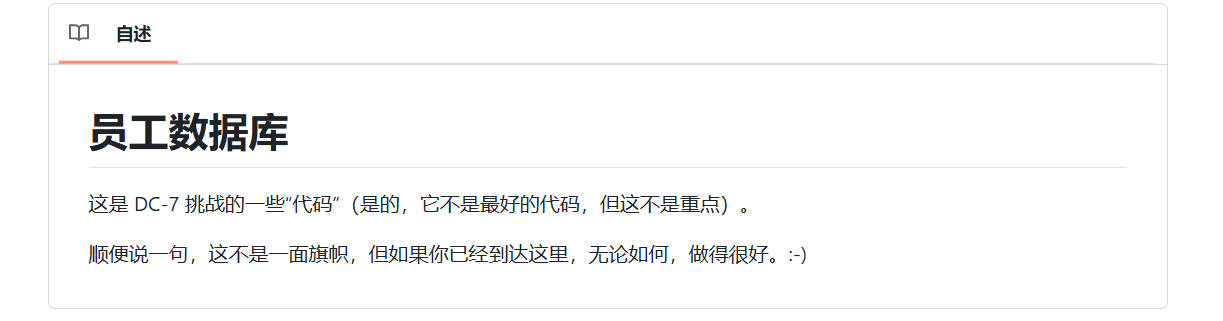 自述
员工数据库
这是 DC-7 挑战的一些“代码”（是的，它不是最好的代码，但这不是重点）。
顺便说一句，这不是一面旗帜，但如果你已经到达这里，无论如何，做得很好。:-)